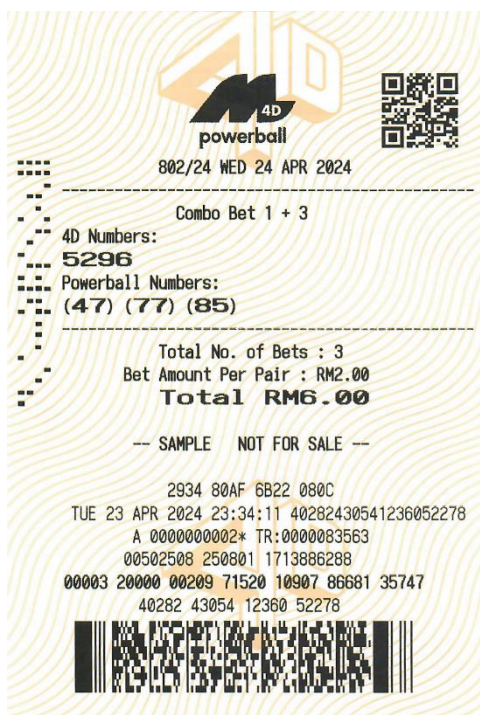 4D
powerball
802/24 WED 24 APR 2024
Combo Bet 1 + 3
4D Numbers:
5296
Powerball Numbers:
(47) (77) (85)
Total No. of Bets : 3
Bet Amount Per Pair : RM2.00
Total RM6.00
-- SAMPLE NOT FOR SALE --
2934 80AF 6B22 080C
TUE 23 APR 2024 23:34:11 40282430541236052278
A 0000000002* TR:0000083563
00502508 250801 1713886288
00003 20000 00209 71520 10907 86681 35747
40282 43054 12360 52278